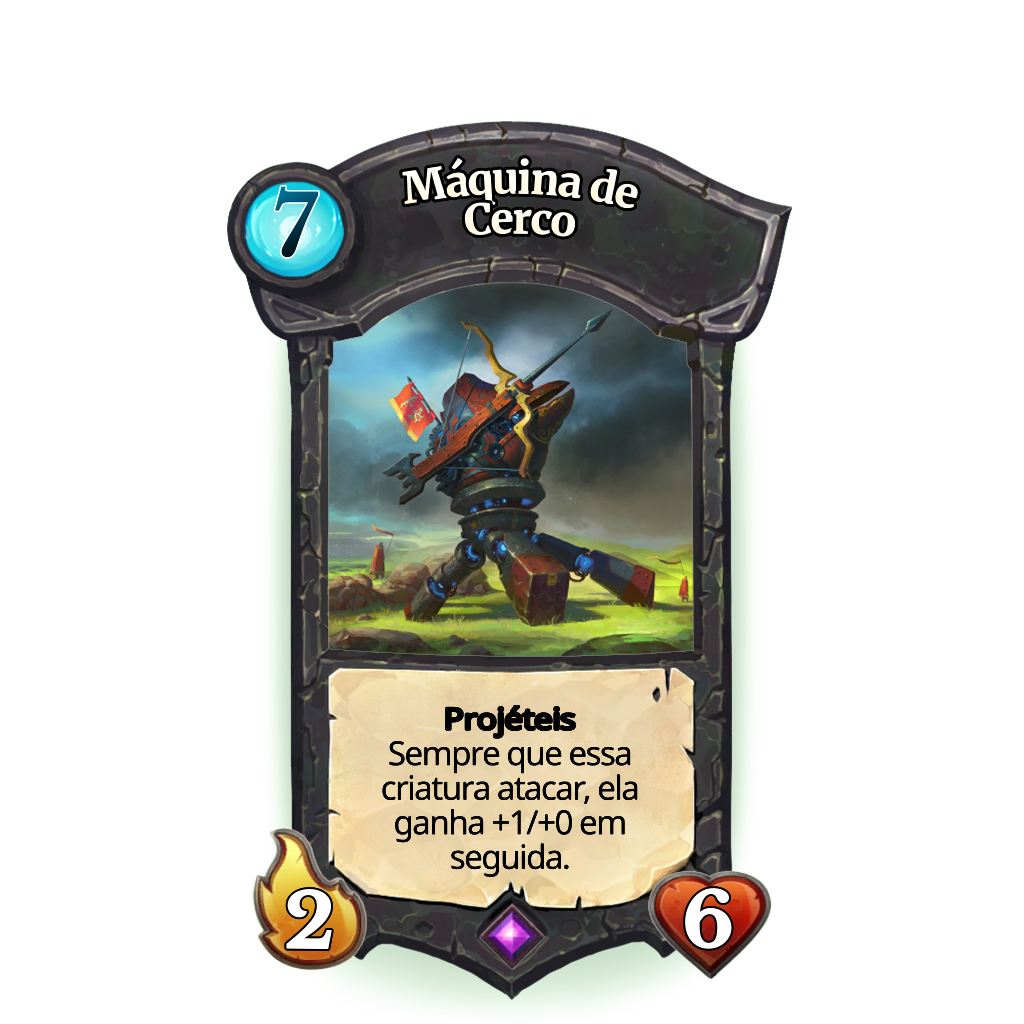 7
Máquina de
Cerco
Projéteis
Sempre que essa
criatura atacar, ela
ganha +1/+0 em
seguida.
2
6